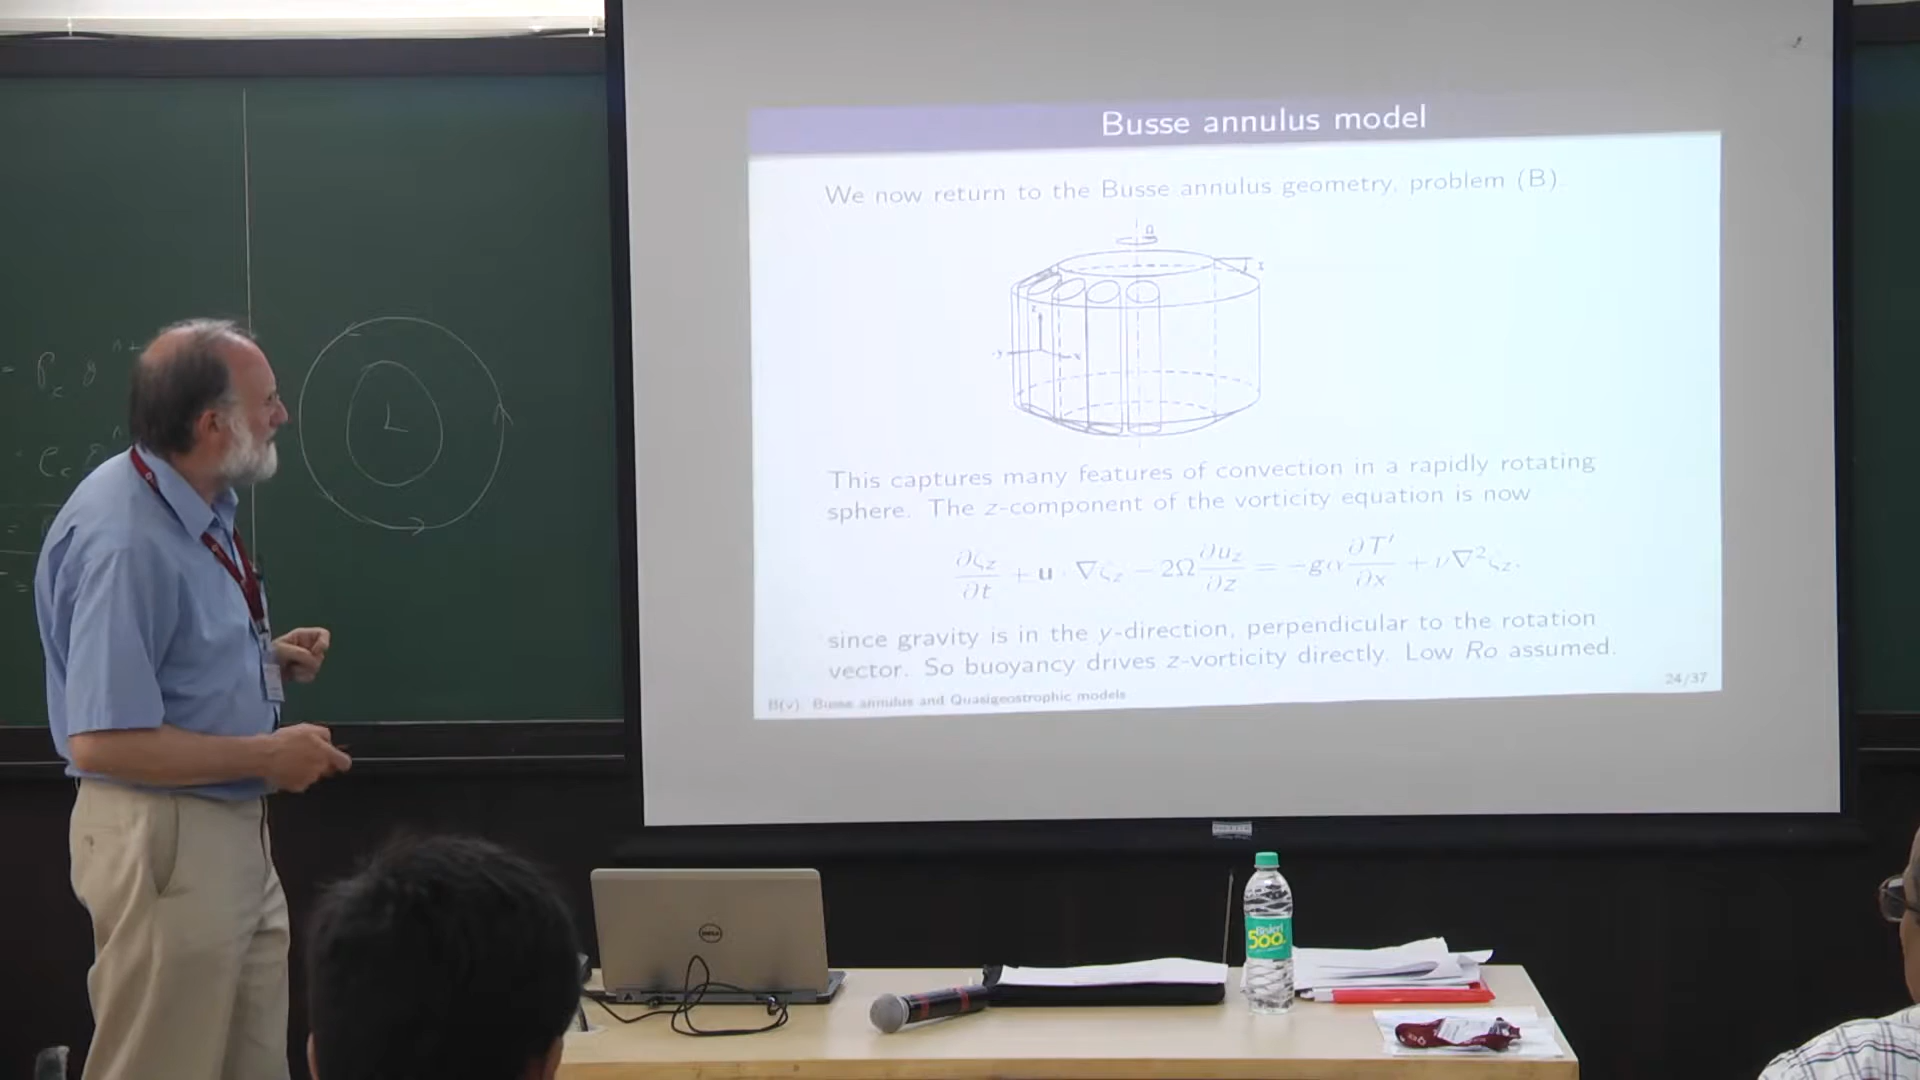 Busse annulus model
We now return to the Busse annulus geometry, problem (B).
Ω
z
y
x
This captures many features of convection in a rapidly rotating
sphere. The z-component of the vorticity equation is now
∂ζ_z/∂t + u · ∇ζ_z − 2Ω ∂u_z/∂z = −gα ∂T′/∂x + ν∇²ζ_z.
since gravity is in the y-direction, perpendicular to the rotation
vector. So buoyancy drives z-vorticity directly. Low Ro assumed.
24/37
B(v) Busse annulus and Quasigeostrophic models
L
DELL
Bisleri
500